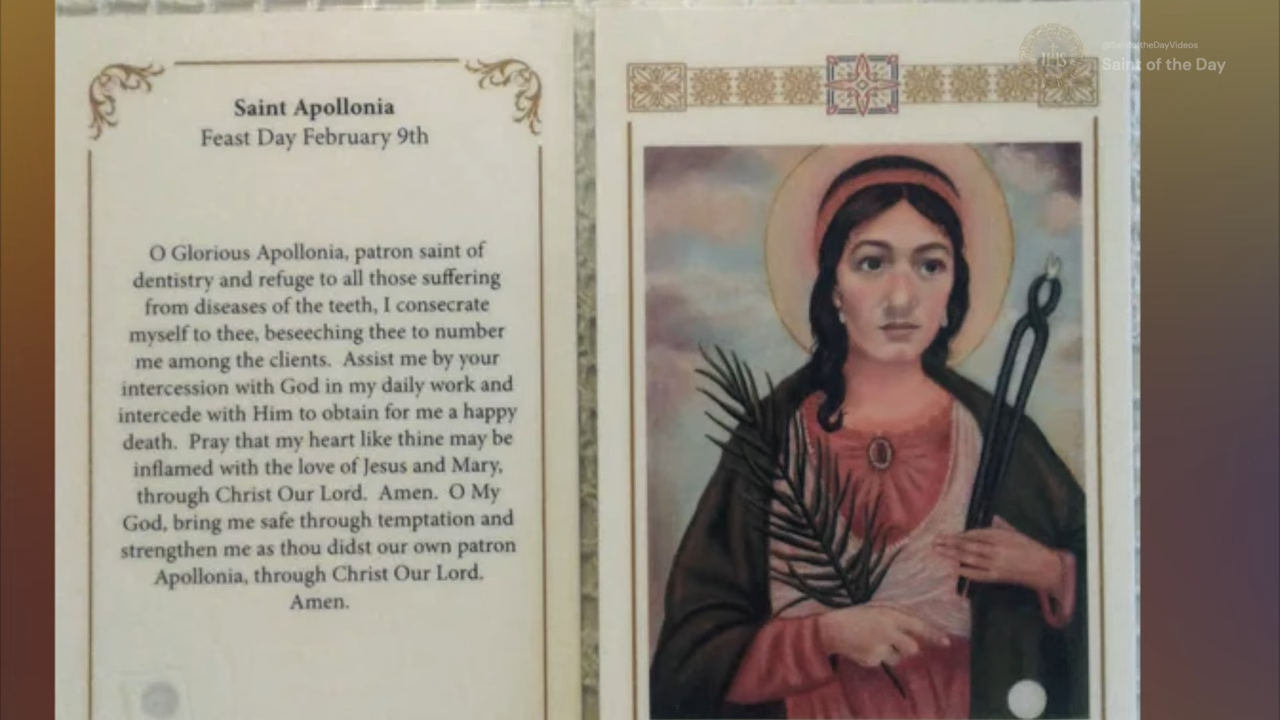 Saint Apollonia
Feast Day February 9th
O Glorious Apollonia, patron saint of
dentistry and refuge to all those suffering
from diseases of the teeth, I consecrate
myself to thee, beseeching thee to number
me among the clients. Assist me by your
intercession with God in my daily work and
intercede with Him to obtain for me a happy
death. Pray that my heart like thine may be
inflamed with the love of Jesus and Mary,
through Christ Our Lord. Amen. O My
God, bring me safe through temptation and
strengthen me as thou didst our own patron
Apollonia, through Christ Our Lord.
Amen.
IHS
@SaintoftheDayVideos
Saint of the Day